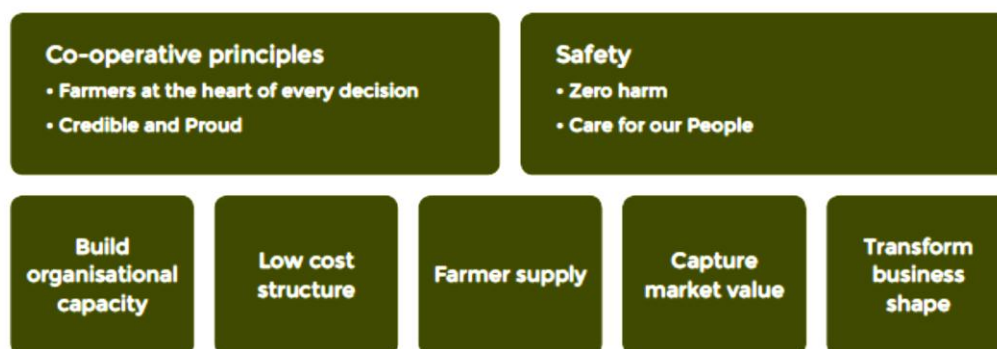 Co-operative principles
• Farmers at the heart of every decision
• Credible and Proud
Safety
• Zero harm
• Care for our People
Build
organisational
capacity
Low cost
structure
Farmer supply
Capture
market value
Transform
business
shape